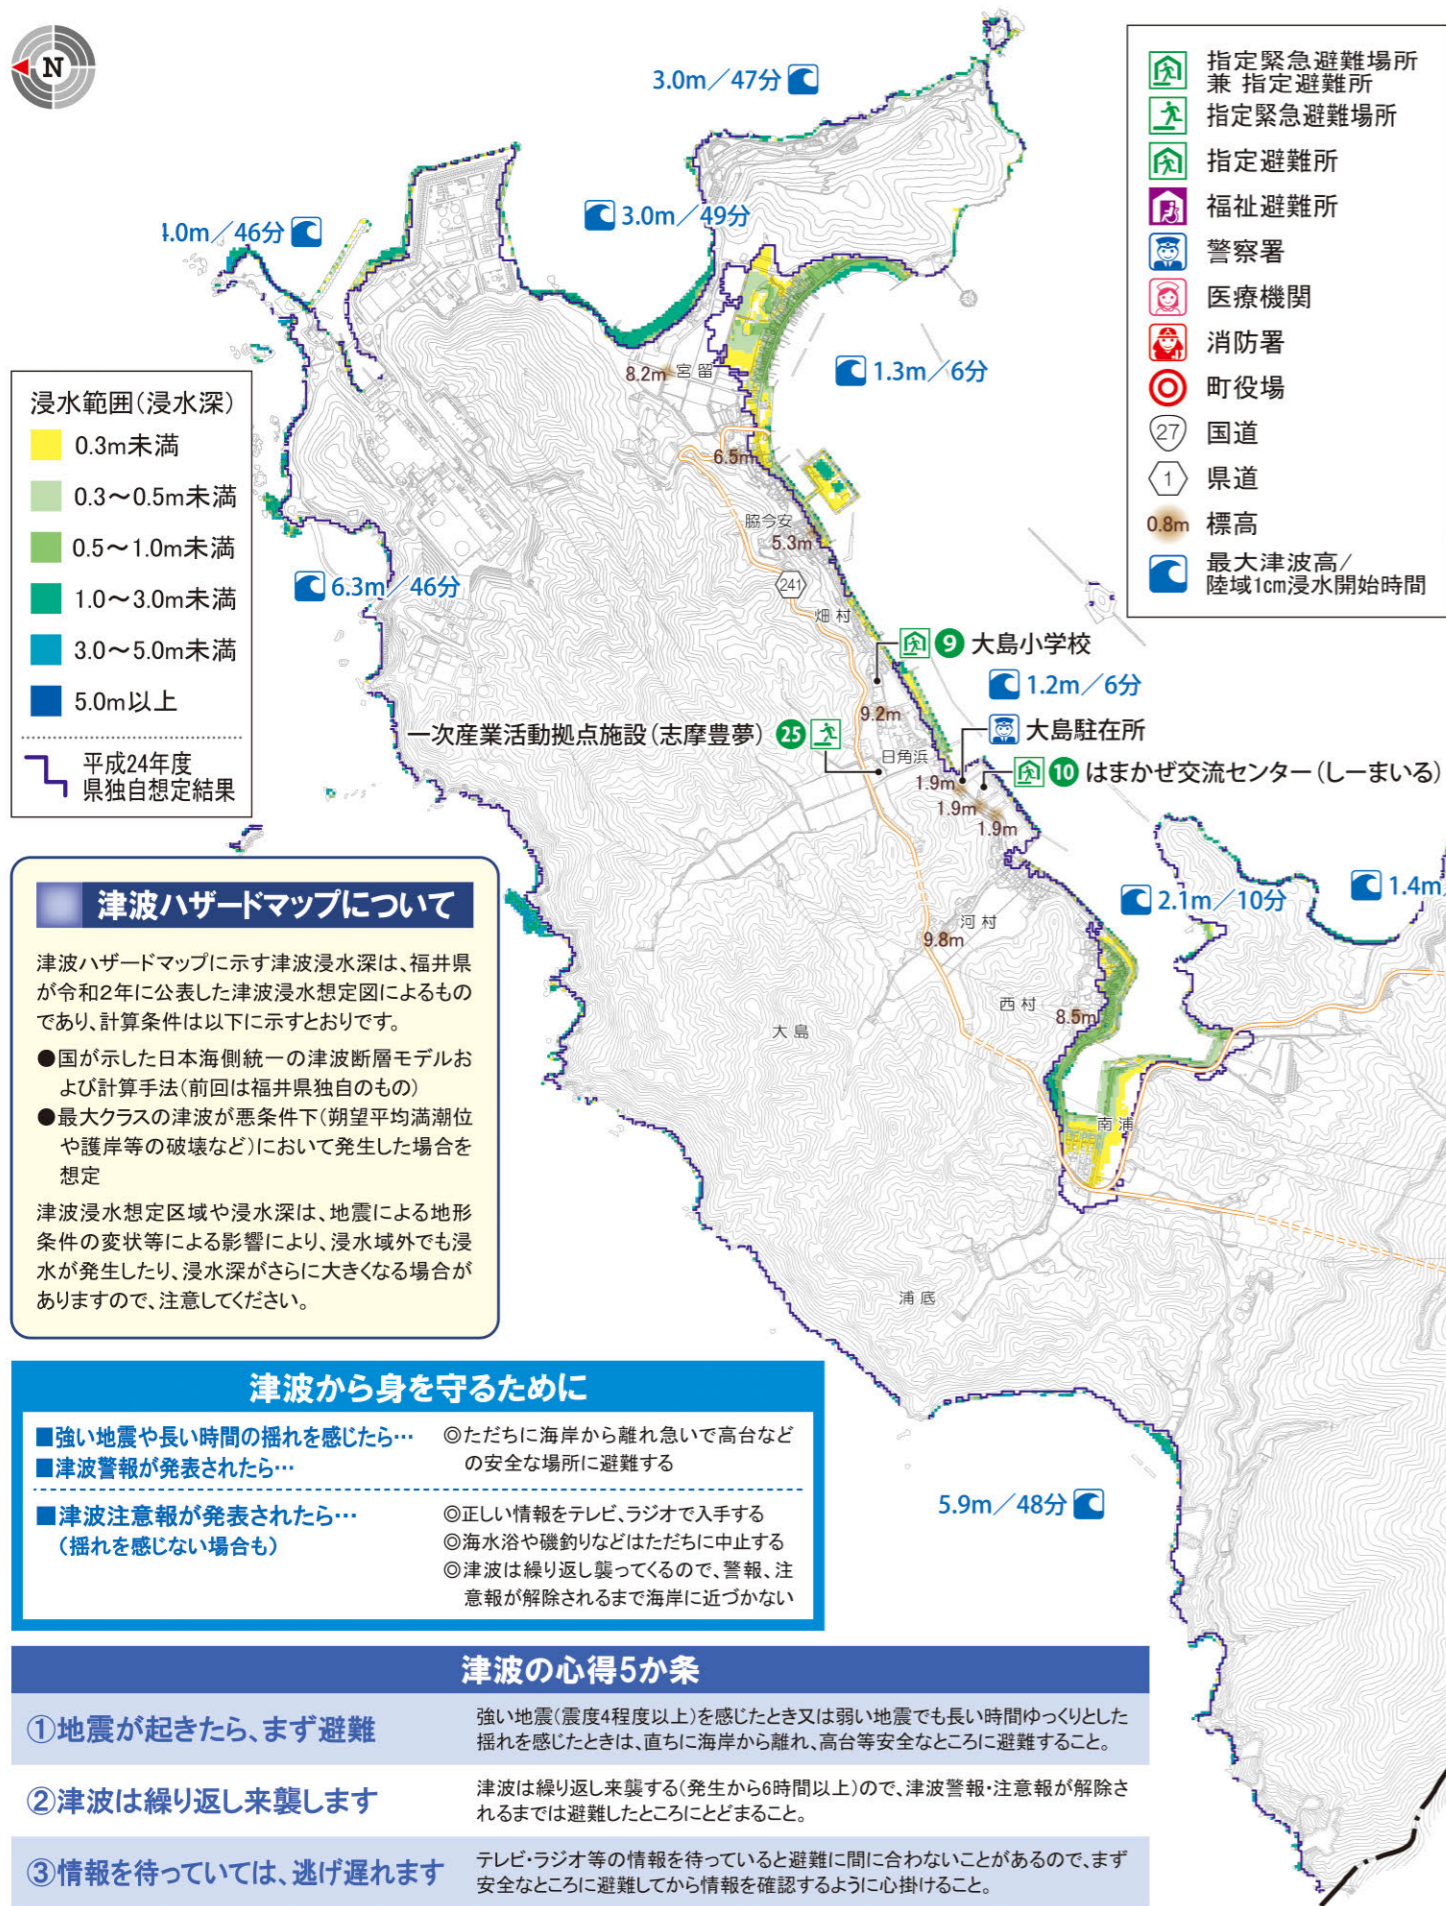 N
3.0m／47分
3.0m／49分
4.0m／46分
1.3m／6分
8.2m
宮留
6.5m
脇今安
5.3m
241
畑村
6.3m／46分
9 大島小学校
1.2m／6分
9.2m
一次産業活動拠点施設（志摩豊夢） 25
大島駐在所
日角浜
10 はまかぜ交流センター（しーまいる）
1.9m
1.9m
1.9m
2.1m／10分
1.4m
河村
9.8m
西村
8.5m
大島
南浦
浦底
5.9m／48分
指定緊急避難場所
兼 指定避難所
指定緊急避難場所
指定避難所
福祉避難所
警察署
医療機関
消防署
町役場
27 国道
1 県道
0.8m 標高
最大津波高/
陸域1cm浸水開始時間
浸水範囲（浸水深）
0.3m未満
0.3～0.5m未満
0.5～1.0m未満
1.0～3.0m未満
3.0～5.0m未満
5.0m以上
平成24年度
県独自想定結果
津波ハザードマップについて
津波ハザードマップに示す津波浸水深は、福井県
が令和2年に公表した津波浸水想定図によるもの
であり、計算条件は以下に示すとおりです。
●国が示した日本海側統一の津波断層モデルお
よび計算手法（前回は福井県独自のもの）
●最大クラスの津波が悪条件下（朔望平均満潮位
や護岸等の破壊など）において発生した場合を
想定
津波浸水想定区域や浸水深は、地震による地形
条件の変状等による影響により、浸水域外でも浸
水が発生したり、浸水深がさらに大きくなる場合が
ありますので、注意してください。
津波から身を守るために
■強い地震や長い時間の揺れを感じたら…
■津波警報が発表されたら…
◎ただちに海岸から離れ急いで高台など
の安全な場所に避難する
■津波注意報が発表されたら…
（揺れを感じない場合も）
◎正しい情報をテレビ、ラジオで入手する
◎海水浴や磯釣りなどはただちに中止する
◎津波は繰り返し襲ってくるので、警報、注
意報が解除されるまで海岸に近づかない
津波の心得5か条
①地震が起きたら、まず避難
強い地震（震度4程度以上）を感じたとき又は弱い地震でも長い時間ゆっくりとした
揺れを感じたときは、直ちに海岸から離れ、高台等安全なところに避難すること。
②津波は繰り返し来襲します
津波は繰り返し来襲する（発生から6時間以上）ので、津波警報・注意報が解除さ
れるまでは避難したところにとどまること。
③情報を待っていては、逃げ遅れます
テレビ・ラジオ等の情報を待っていると避難に間に合わないことがあるので、まず
安全なところに避難してから情報を確認するように心掛けること。